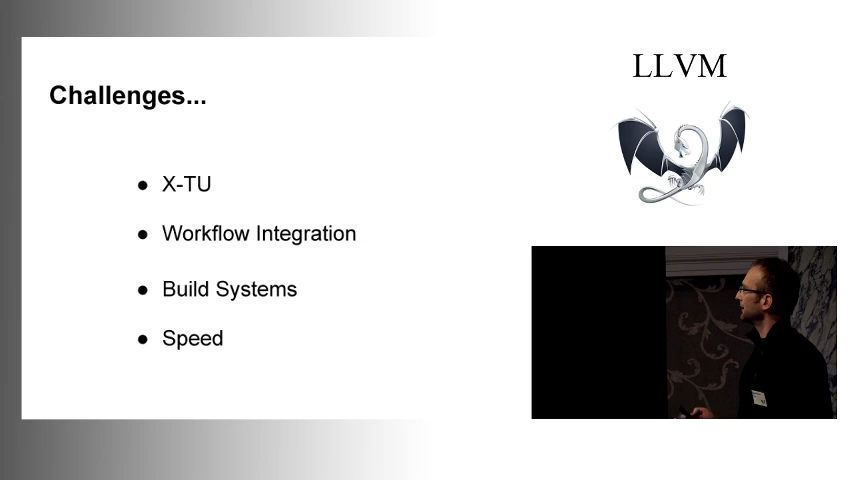 Challenges...
● X-TU
● Workflow Integration
● Build Systems
● Speed
LLVM